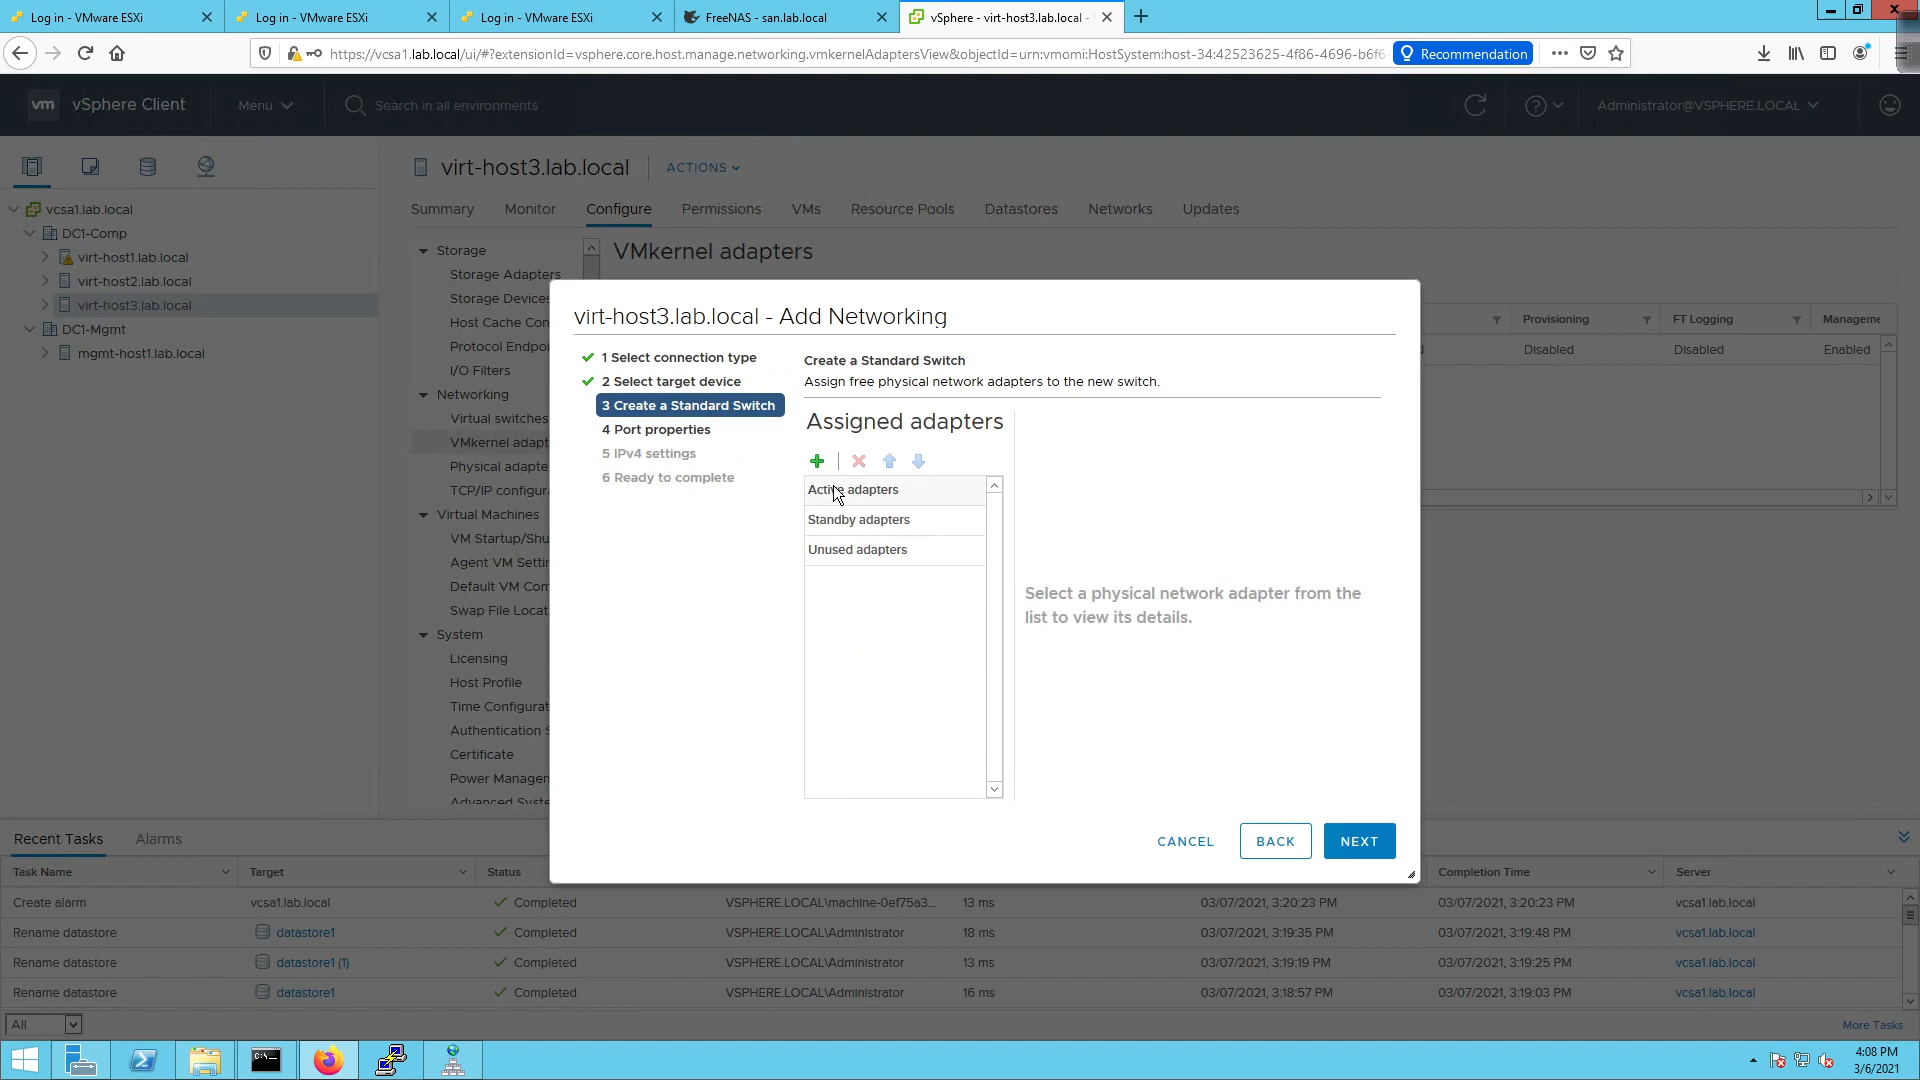 Log in - VMware ESXi
Log in - VMware ESXi
Log in - VMware ESXi
FreeNAS - san.lab.local
vSphere - virt-host3.lab.local -
https://vcsa1.lab.local/ui/#?extensionId=vsphere.core.host.manage.networking.vmkernelAdaptersView&objectId=urn:vmomi:HostSystem:host-34:42523625-4f86-4696-b6f6
Recommendation
vm
vSphere Client
Menu
Search in all environments
Administrator@VSPHERE.LOCAL
virt-host3.lab.local
ACTIONS
Summary
Monitor
Configure
Permissions
VMs
Resource Pools
Datastores
Networks
Updates
vcsa1.lab.local
DC1-Comp
virt-host1.lab.local
virt-host2.lab.local
virt-host3.lab.local
DC1-Mgmt
mgmt-host1.lab.local
Storage
Storage Adapters
Storage Devices
Host Cache Con
Protocol Endpo
I/O Filters
Networking
Virtual switches
VMkernel adapt
Physical adapte
TCP/IP configura
Virtual Machines
VM Startup/Shu
Agent VM Setti
Default VM Com
Swap File Locat
System
Licensing
Host Profile
Time Configurat
Authentication S
Certificate
Power Managen
Advanced Syste
VMkernel adapters
Provisioning
FT Logging
Manageme
Disabled
Disabled
Enabled
virt-host3.lab.local - Add Networking
1 Select connection type
2 Select target device
3 Create a Standard Switch
4 Port properties
5 IPv4 settings
6 Ready to complete
Create a Standard Switch
Assign free physical network adapters to the new switch.
Assigned adapters
Active adapters
Standby adapters
Unused adapters
Select a physical network adapter from the
list to view its details.
CANCEL
BACK
NEXT
Recent Tasks
Alarms
Task Name
Target
Status
Completion Time
Server
Create alarm
vcsa1.lab.local
Completed
VSPHERE.LOCAL\machine-0ef75a3...
13 ms
03/07/2021, 3:20:23 PM
03/07/2021, 3:20:23 PM
vcsa1.lab.local
Rename datastore
datastore1
Completed
VSPHERE.LOCAL\Administrator
18 ms
03/07/2021, 3:19:35 PM
03/07/2021, 3:19:48 PM
vcsa1.lab.local
Rename datastore
datastore1 (1)
Completed
VSPHERE.LOCAL\Administrator
13 ms
03/07/2021, 3:19:19 PM
03/07/2021, 3:19:25 PM
vcsa1.lab.local
Rename datastore
datastore1
Completed
VSPHERE.LOCAL\Administrator
16 ms
03/07/2021, 3:18:57 PM
03/07/2021, 3:19:03 PM
vcsa1.lab.local
All
More Tasks
4:08 PM
3/6/2021